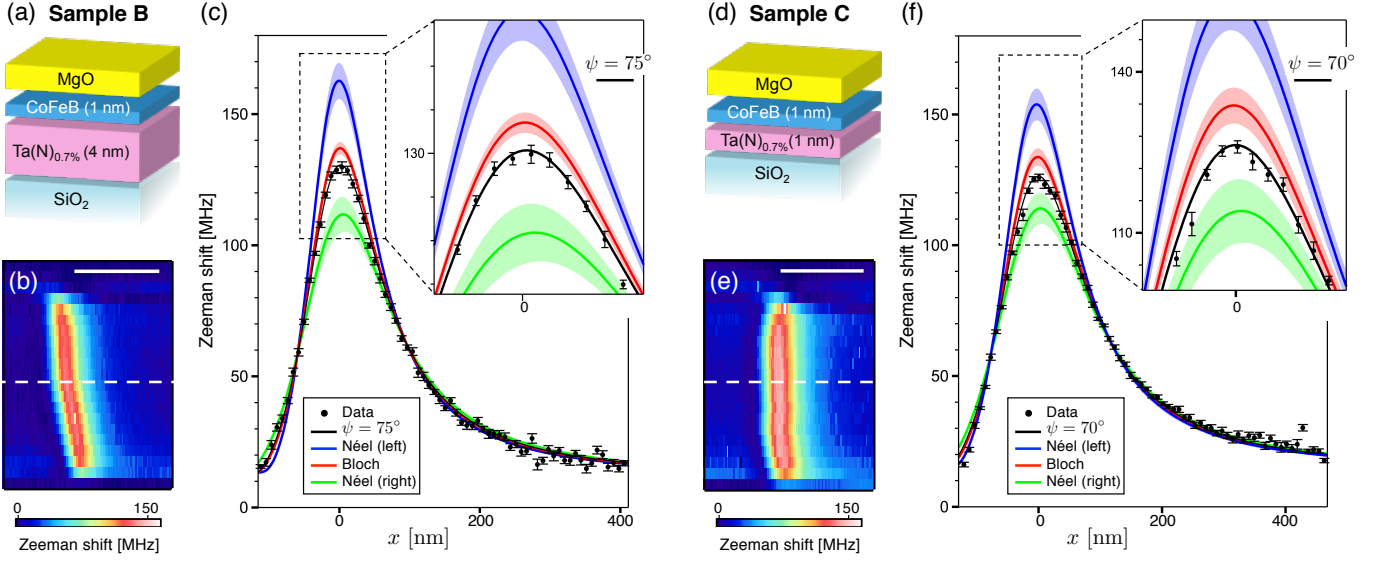 (a) Sample B
MgO
CoFeB (1 nm)
Ta(N)0.7% (4 nm)
SiO2
(b)
0 150
Zeeman shift [MHz]
(c)
Zeeman shift [MHz]
150
100
50
0
0 200 400
x [nm]
Data
ψ = 75°
Néel (left)
Bloch
Néel (right)
ψ = 75°
130
0
(d) Sample C
MgO
CoFeB (1 nm)
Ta(N)0.7% (1 nm)
SiO2
(e)
0 150
Zeeman shift [MHz]
(f)
Zeeman shift [MHz]
150
100
50
0
0 200 400
x [nm]
Data
ψ = 70°
Néel (left)
Bloch
Néel (right)
ψ = 70°
140
110
0